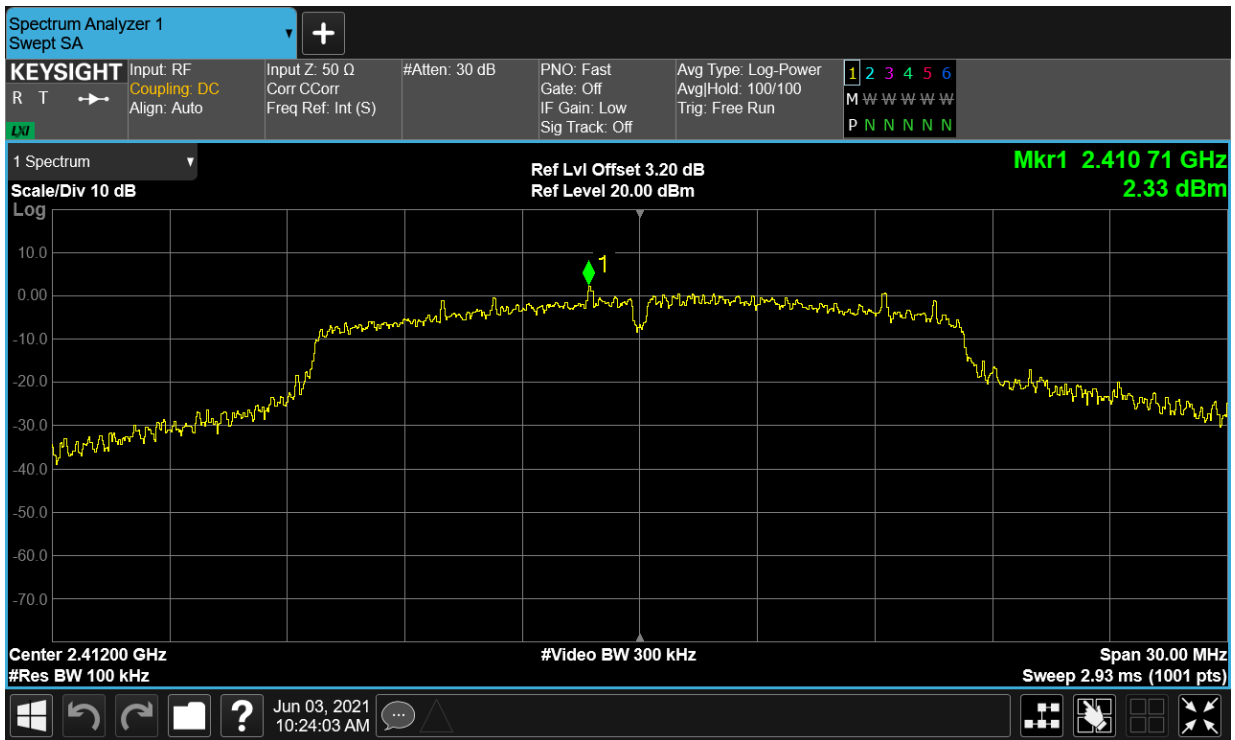 Spectrum Analyzer 1
Swept SA
KEYSIGHT
R T
LXI
Input: RF
Coupling: DC
Align: Auto
Input Z: 50 Ω
Corr CCorr
Freq Ref: Int (S)
#Atten: 30 dB
PNO: Fast
Gate: Off
IF Gain: Low
Sig Track: Off
Avg Type: Log-Power
Avg|Hold: 100/100
Trig: Free Run
1 2 3 4 5 6
M W W W W W
P N N N N N
1 Spectrum
Scale/Div 10 dB
Log
Ref Lvl Offset 3.20 dB
Ref Level 20.00 dBm
Mkr1 2.410 71 GHz
2.33 dBm
10.0
1
0.00
-10.0
-20.0
-30.0
-40.0
-50.0
-60.0
-70.0
Center 2.41200 GHz
#Res BW 100 kHz
#Video BW 300 kHz
Span 30.00 MHz
Sweep 2.93 ms (1001 pts)
?
Jun 03, 2021
10:24:03 AM